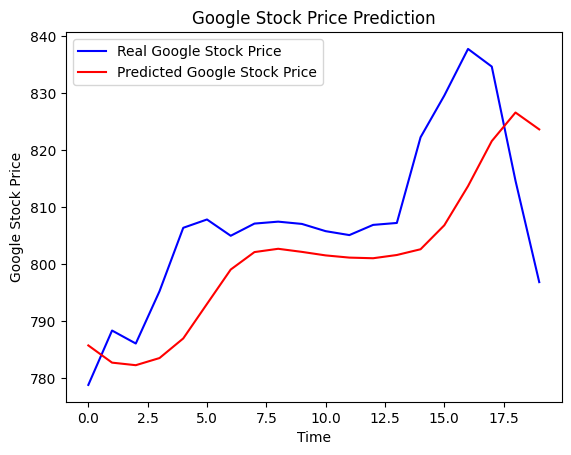 Google Stock Price Prediction
Real Google Stock Price
Predicted Google Stock Price
Google Stock Price
840
830
820
810
800
790
780
0.0 2.5 5.0 7.5 10.0 12.5 15.0 17.5
Time